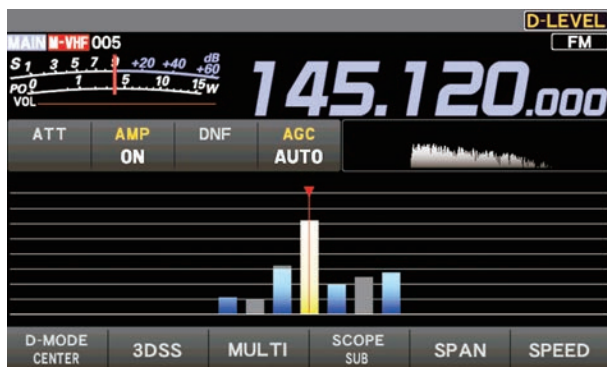 D-LEVEL
MAIN M-VHF 005 FM
S 1 3 5 7 9 +20 +40 +60 dB
PO 0 1 5 10 15 W
VOL
145.120.000
ATT AMP DNF AGC
ON AUTO
D-MODE 3DSS MULTI SCOPE SPAN SPEED
CENTER SUB